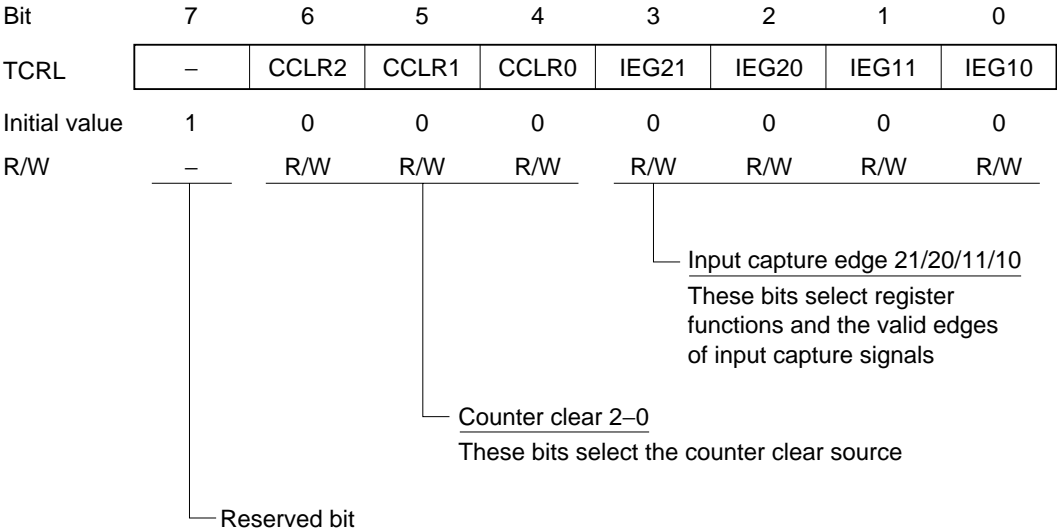 Bit 7 6 5 4 3 2 1 0
TCRL – CCLR2 CCLR1 CCLR0 IEG21 IEG20 IEG11 IEG10
Initial value 1 0 0 0 0 0 0 0
R/W – R/W R/W R/W R/W R/W R/W R/W
Input capture edge 21/20/11/10
These bits select register
functions and the valid edges
of input capture signals
Counter clear 2–0
These bits select the counter clear source
Reserved bit